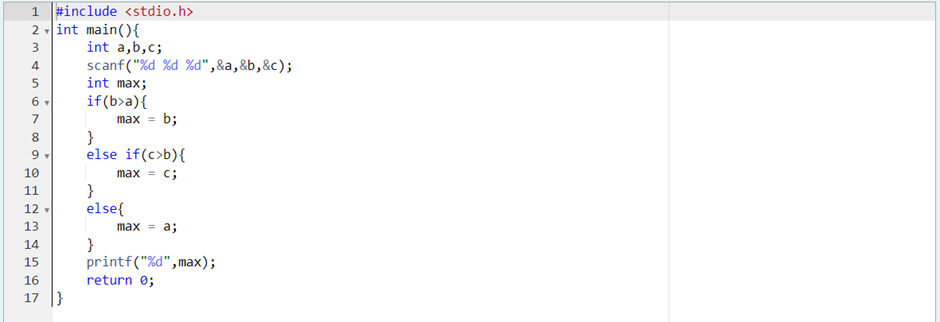 1 #include <stdio.h>
2 int main(){
3 int a,b,c;
4 scanf("%d %d %d",&a,&b,&c);
5 int max;
6 if(b>a){
7 max = b;
8 }
9 else if(c>b){
10 max = c;
11 }
12 else{
13 max = a;
14 }
15 printf("%d",max);
16 return 0;
17 }